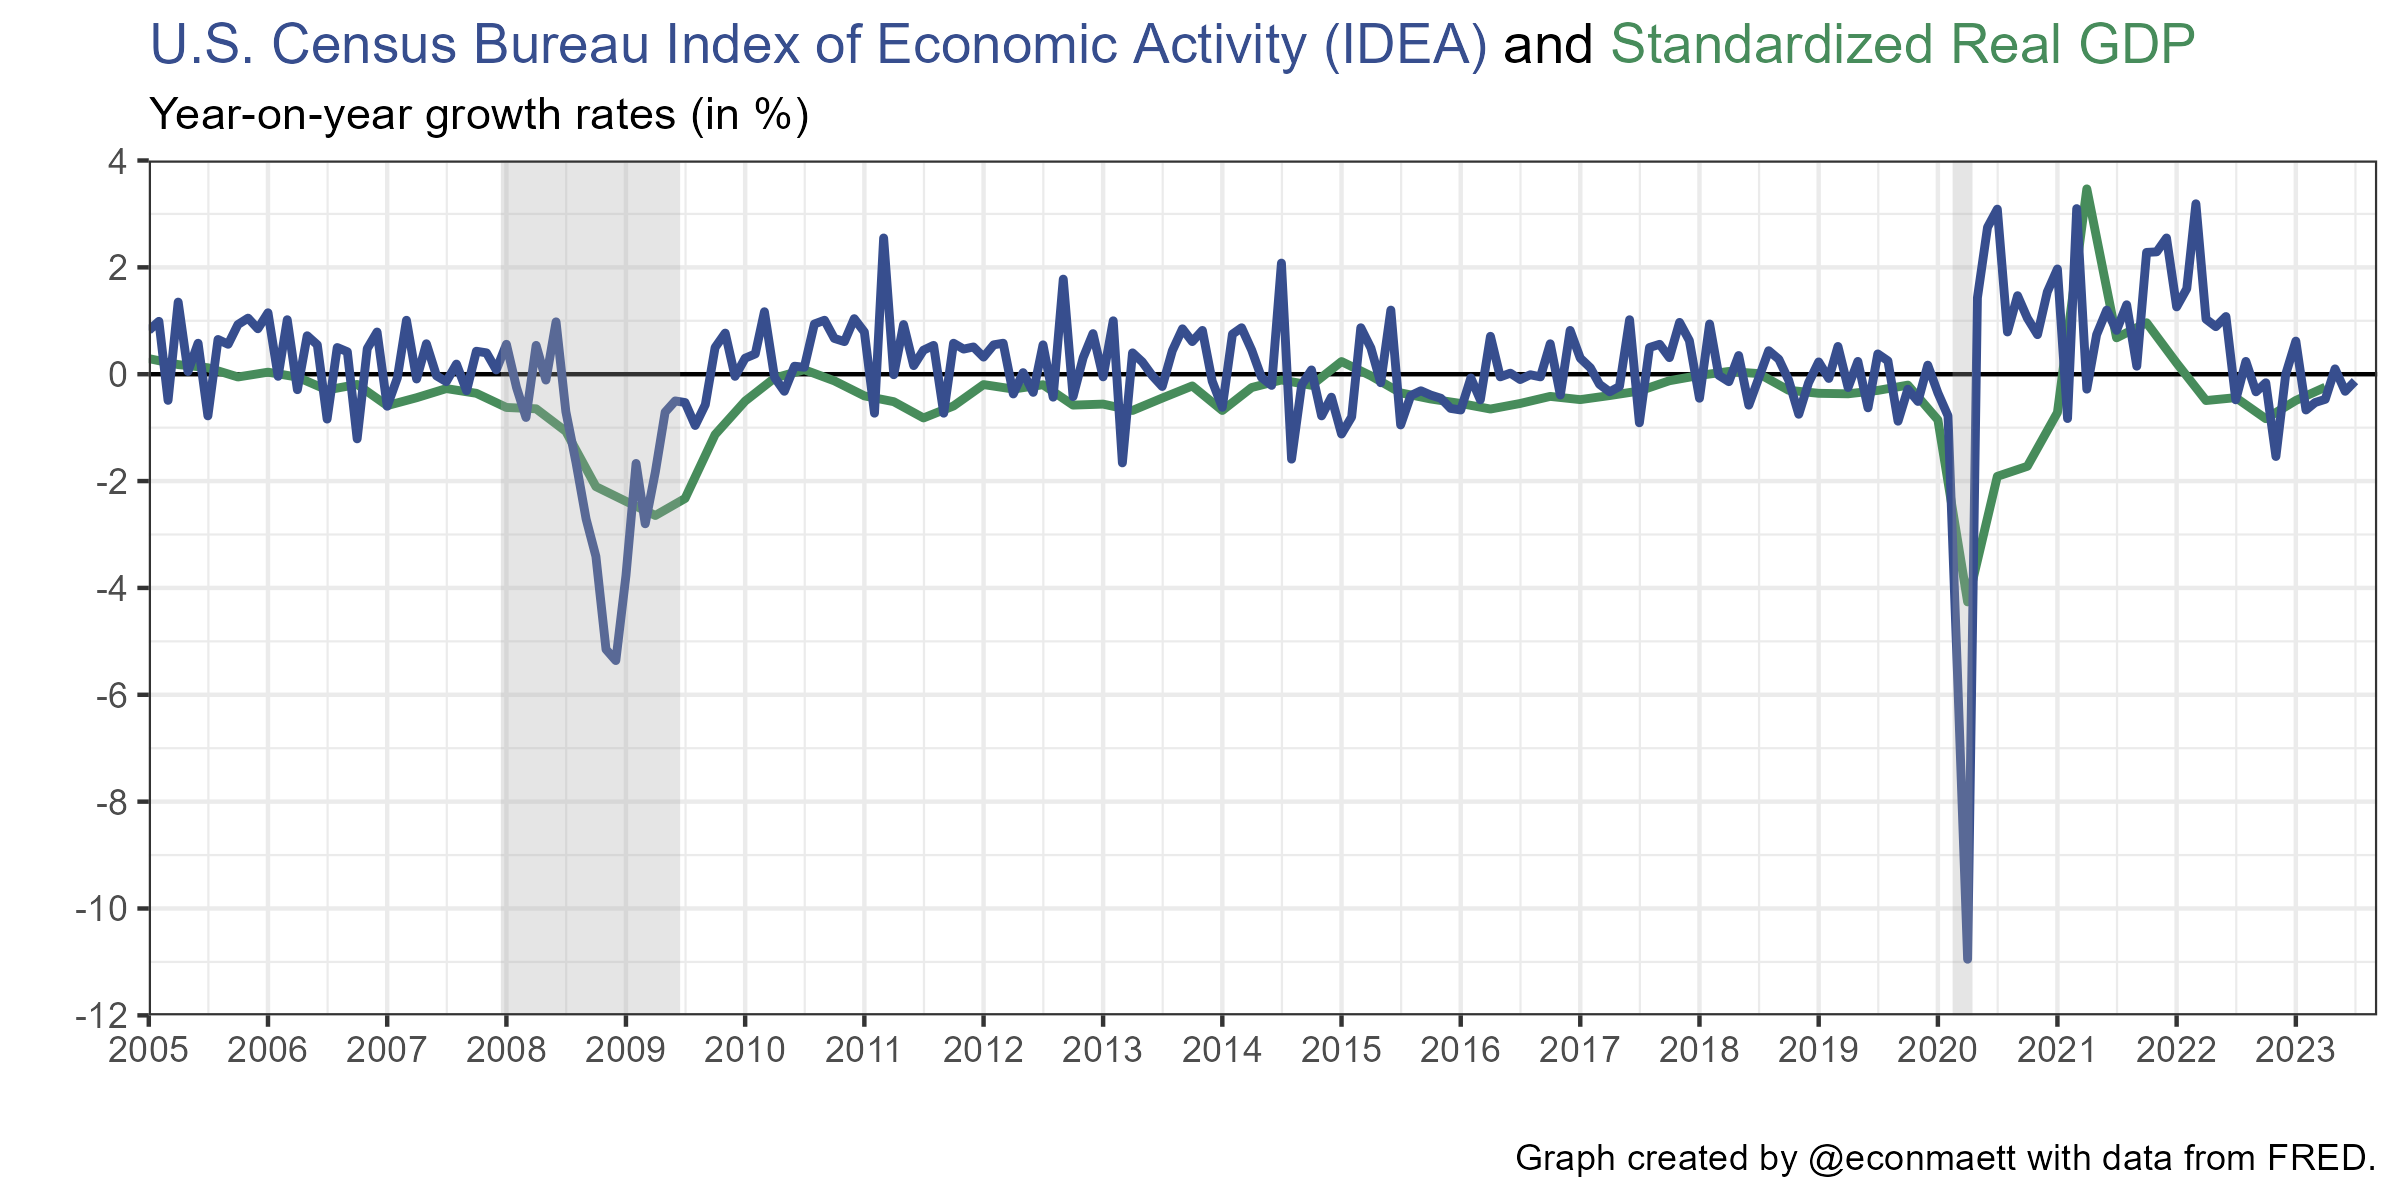 U.S. Census Bureau Index of Economic Activity (IDEA) and Standardized Real GDP
Year-on-year growth rates (in %)
4
2
0
-2
-4
-6
-8
-10
-12
2005 2006 2007 2008 2009 2010 2011 2012 2013 2014 2015 2016 2017 2018 2019 2020 2021 2022 2023
Graph created by @econmaett with data from FRED.